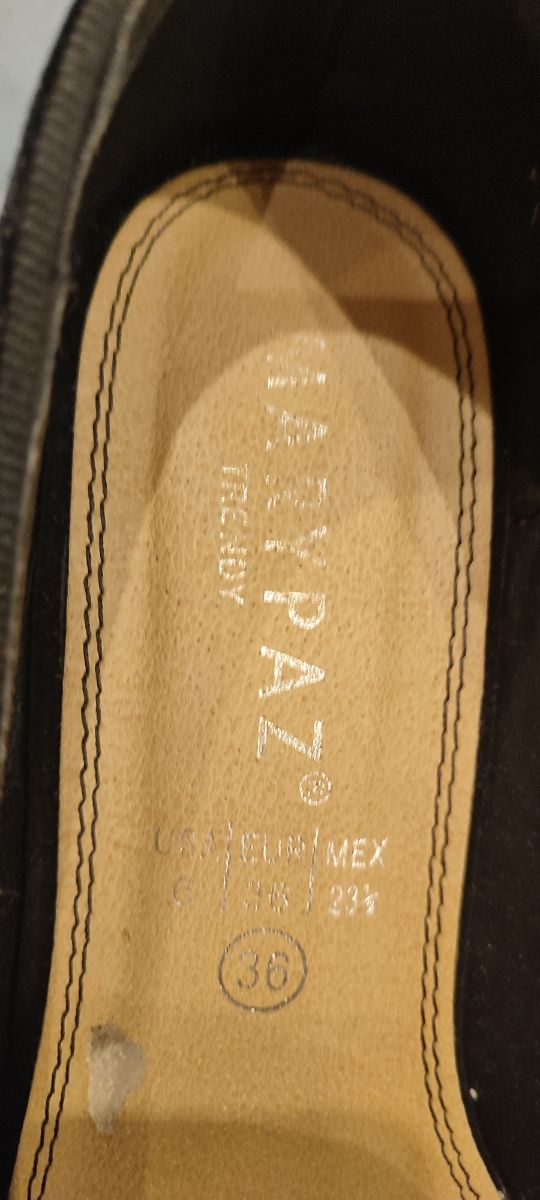 MARYPAZ®
TRENDY
USA/EUR/MEX
6/36/23½
36